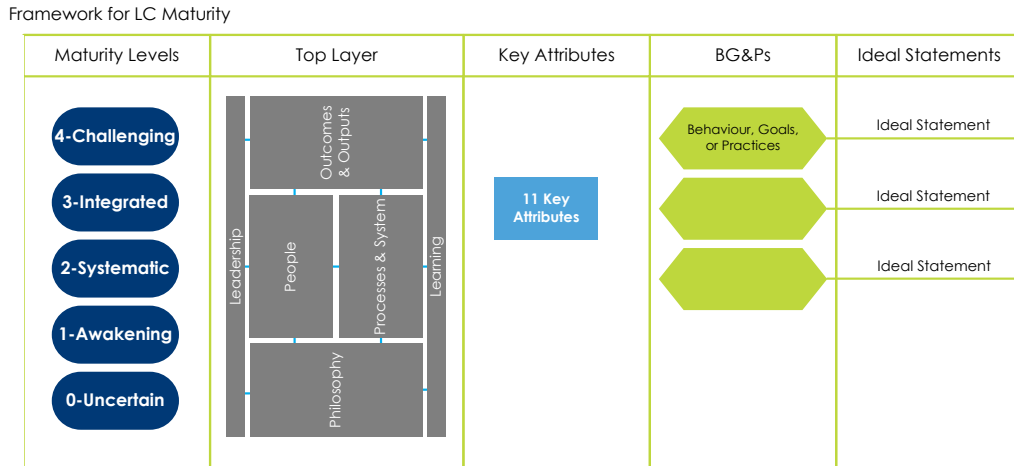 Framework for LC Maturity
Maturity Levels
Top Layer
Key Attributes
BG&Ps
Ideal Statements
4-Challenging
3-Integrated
2-Systematic
1-Awakening
0-Uncertain
Leadership
Outcomes
& Outputs
People
Processes & System
Philosophy
Learning
11 Key
Attributes
Behaviour, Goals,
or Practices
Ideal Statement
Ideal Statement
Ideal Statement